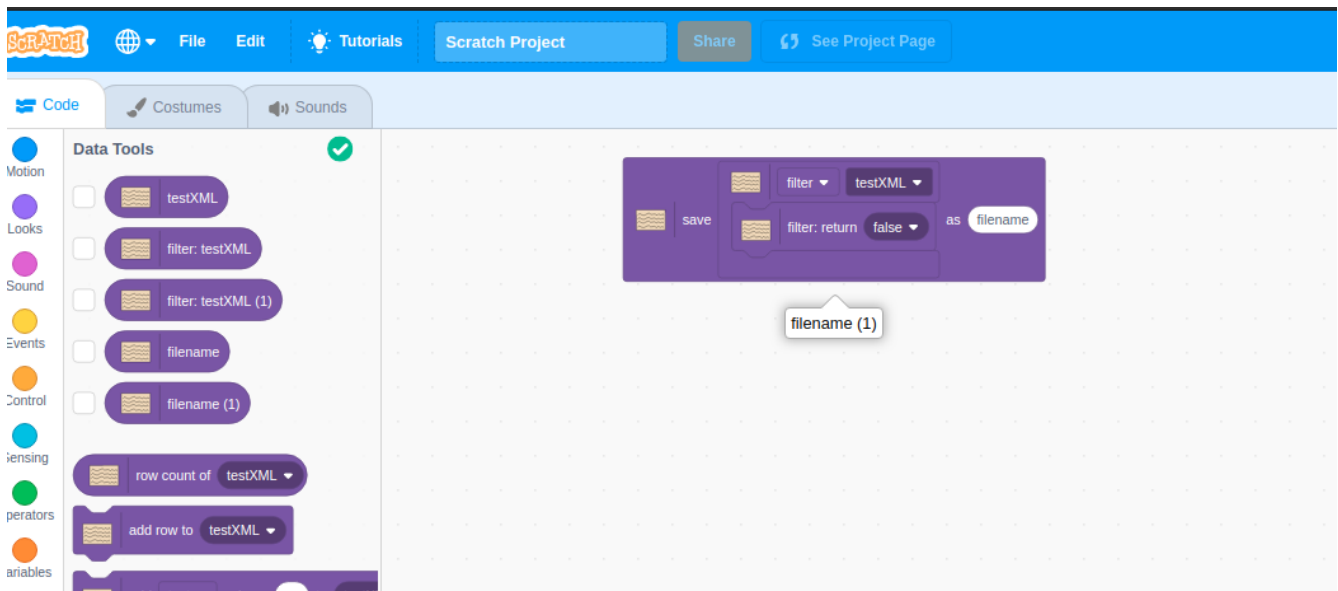 SCRATCH File Edit Tutorials Scratch Project Share See Project Page
Code Costumes Sounds
Motion
Looks
Sound
Events
Control
Sensing
perators
ariables
Data Tools
testXML
filter: testXML
filter: testXML (1)
filename
filename (1)
row count of testXML
add row to testXML
filter testXML
save filter: return false as filename
filename (1)